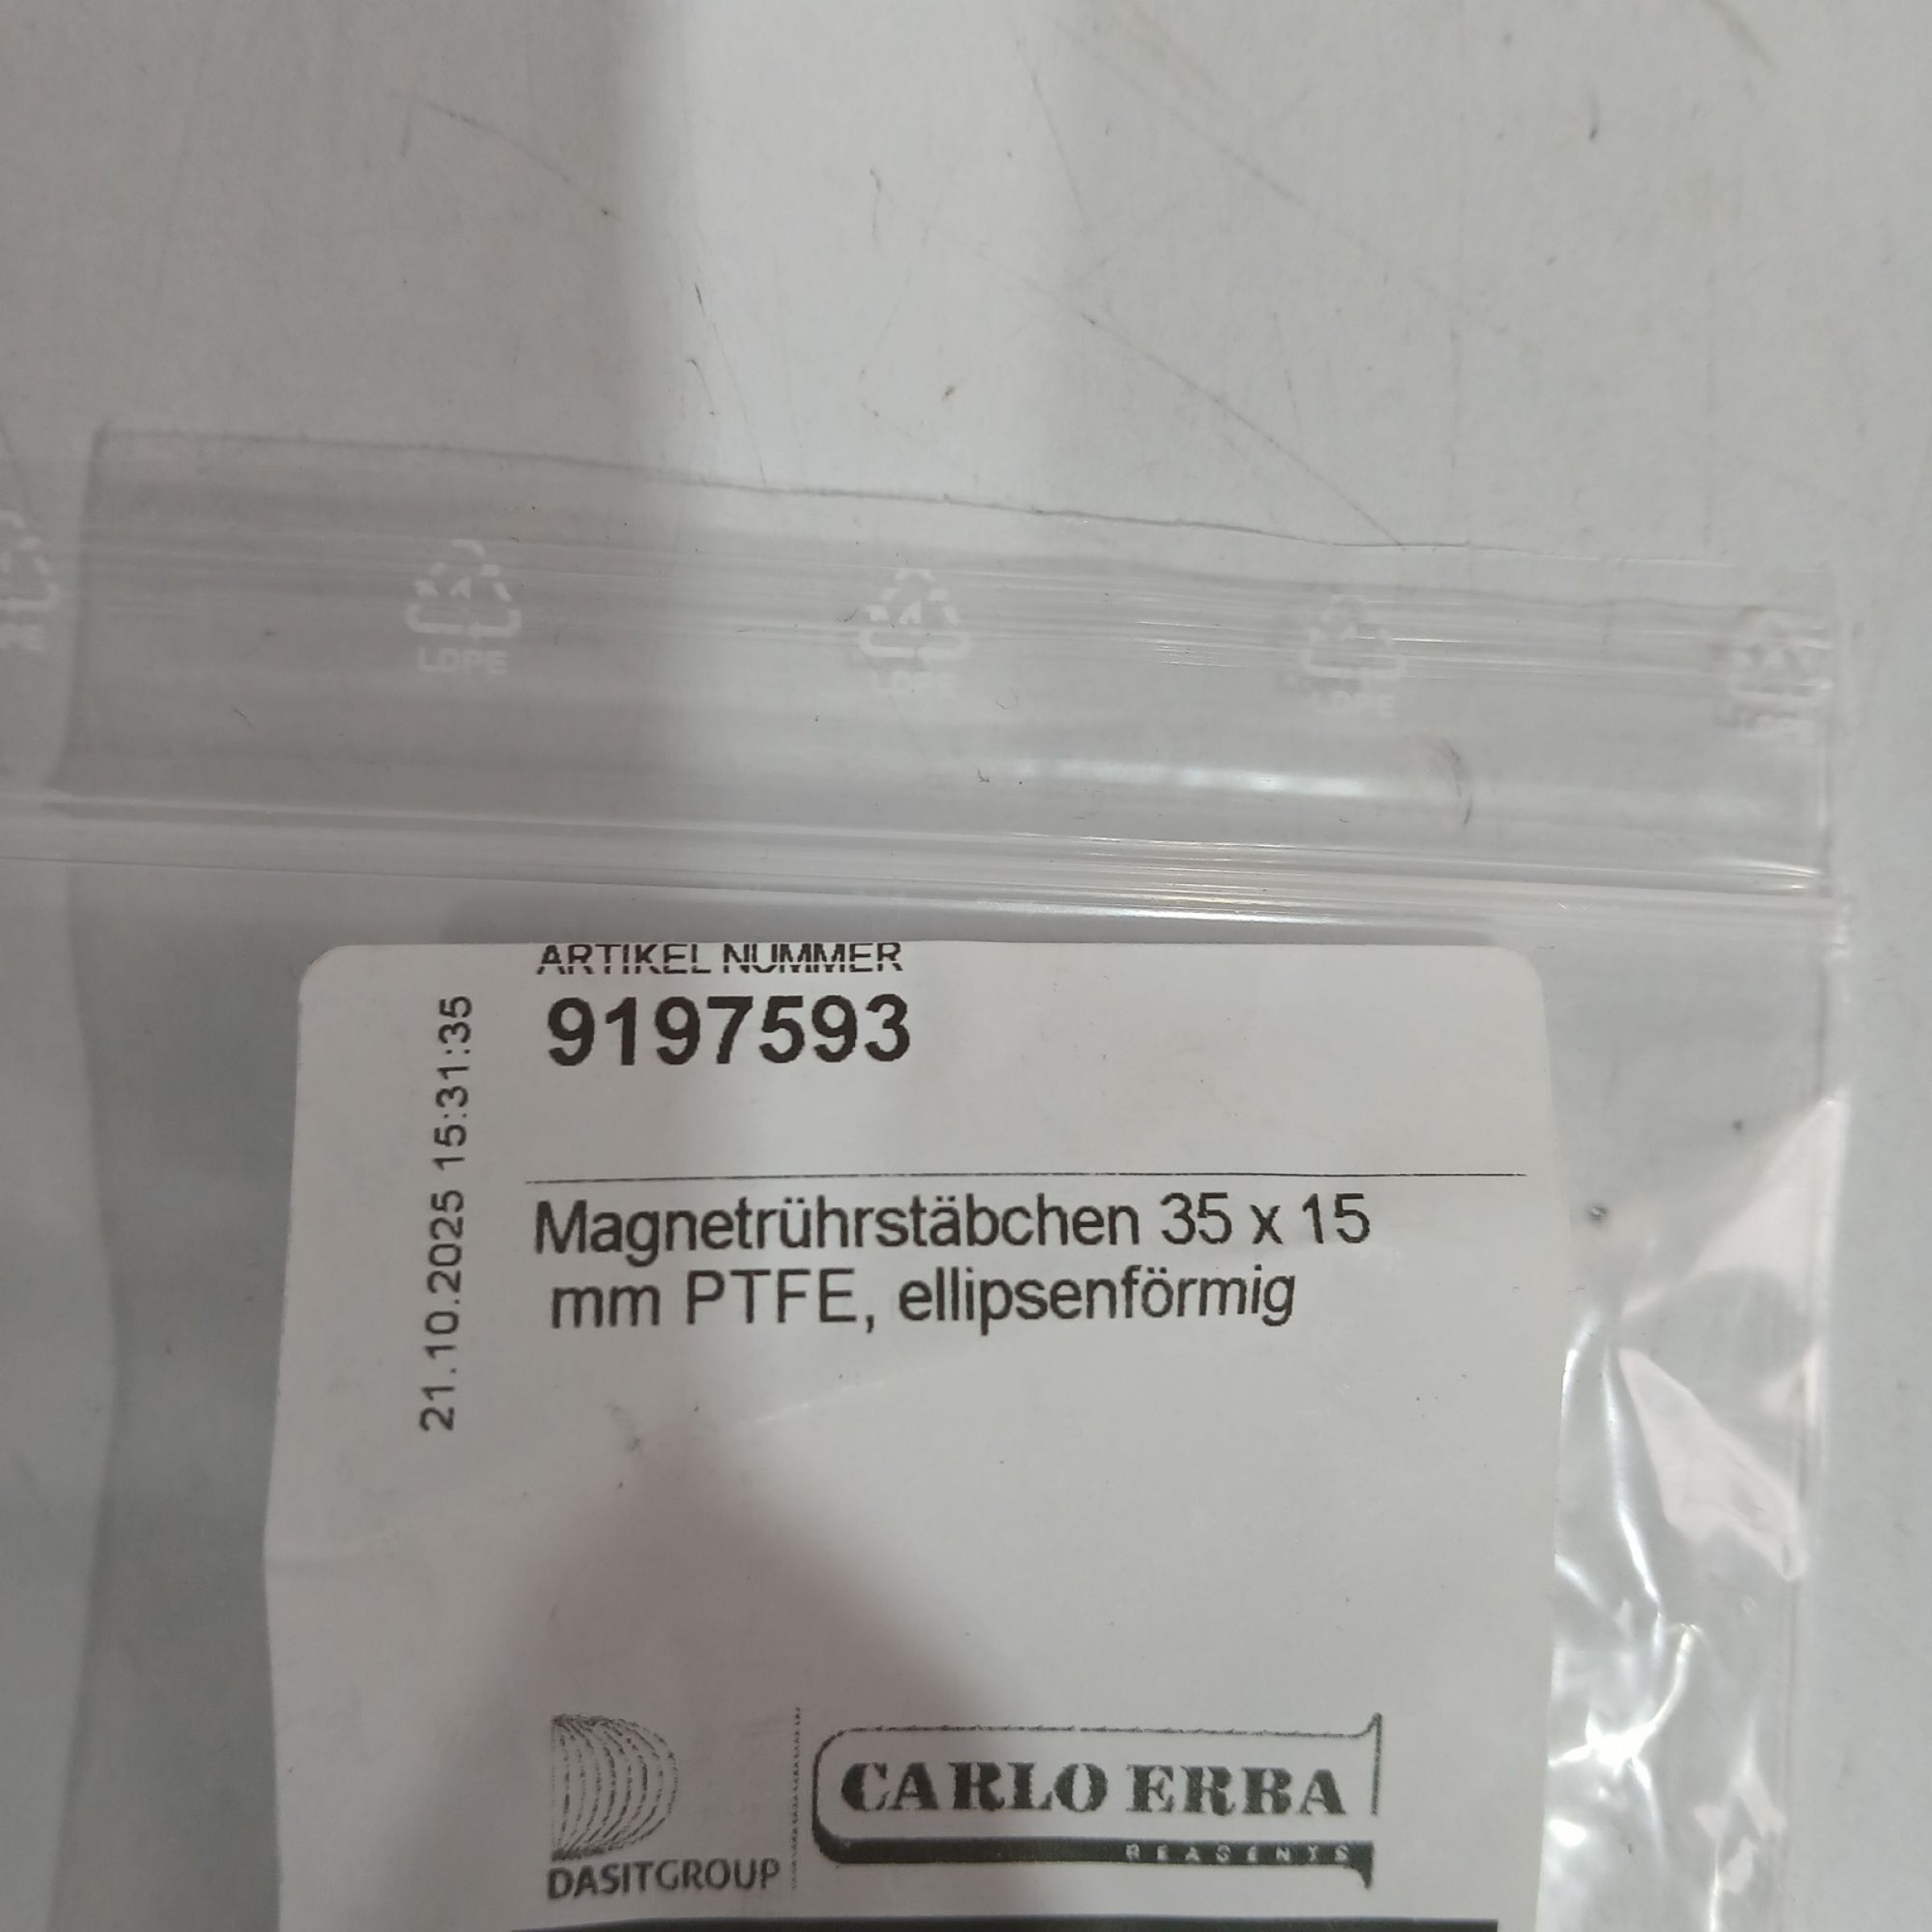 LDPE
LDPE
LDPE
ARTIKEL NUMMER
9197593
21.10.2025 15:31:35
Magnetrührstäbchen 35 x 15
mm PTFE, ellipsenförmig
DASITGROUP
CARLO ERBA
REAGENTS